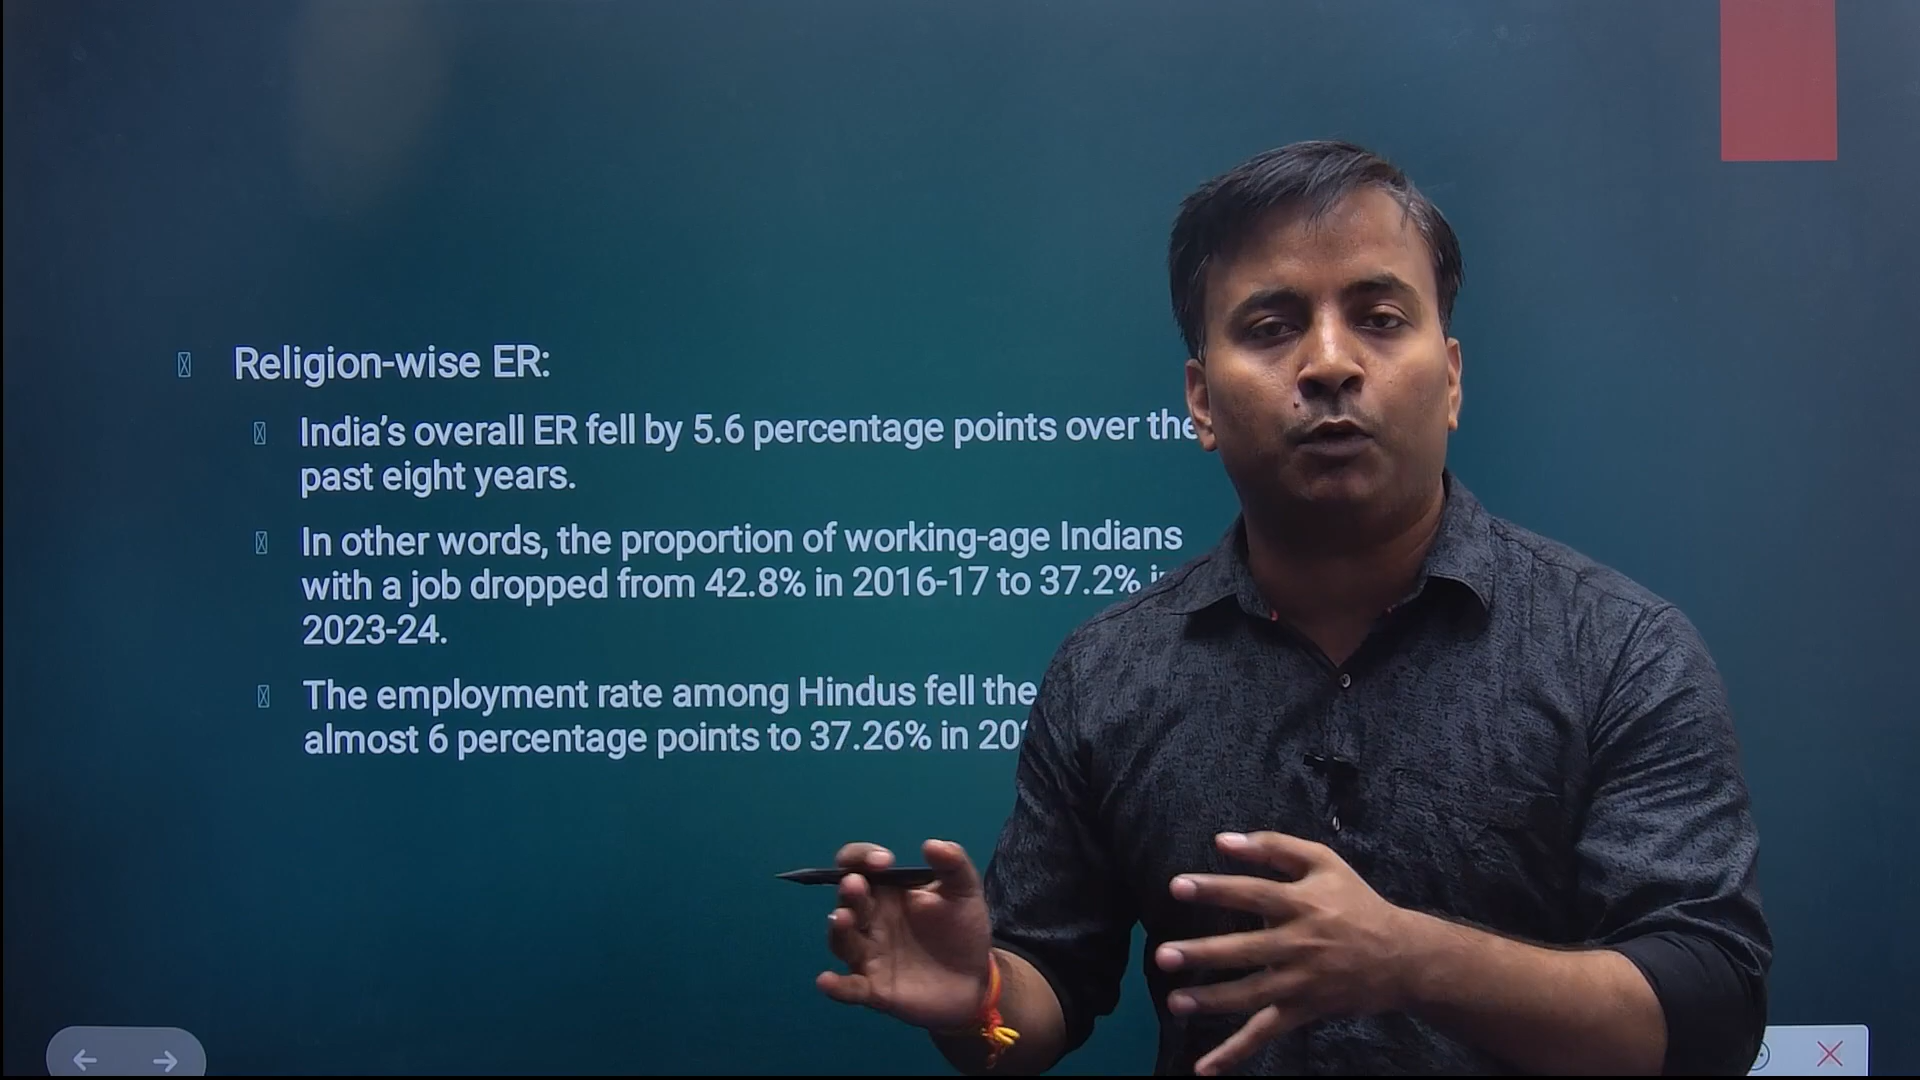 Religion-wise ER:
India's overall ER fell by 5.6 percentage points over the
past eight years.
In other words, the proportion of working-age Indians
with a job dropped from 42.8% in 2016-17 to 37.2%
2023-24.
The employment rate among Hindus fell the
almost 6 percentage points to 37.26% in